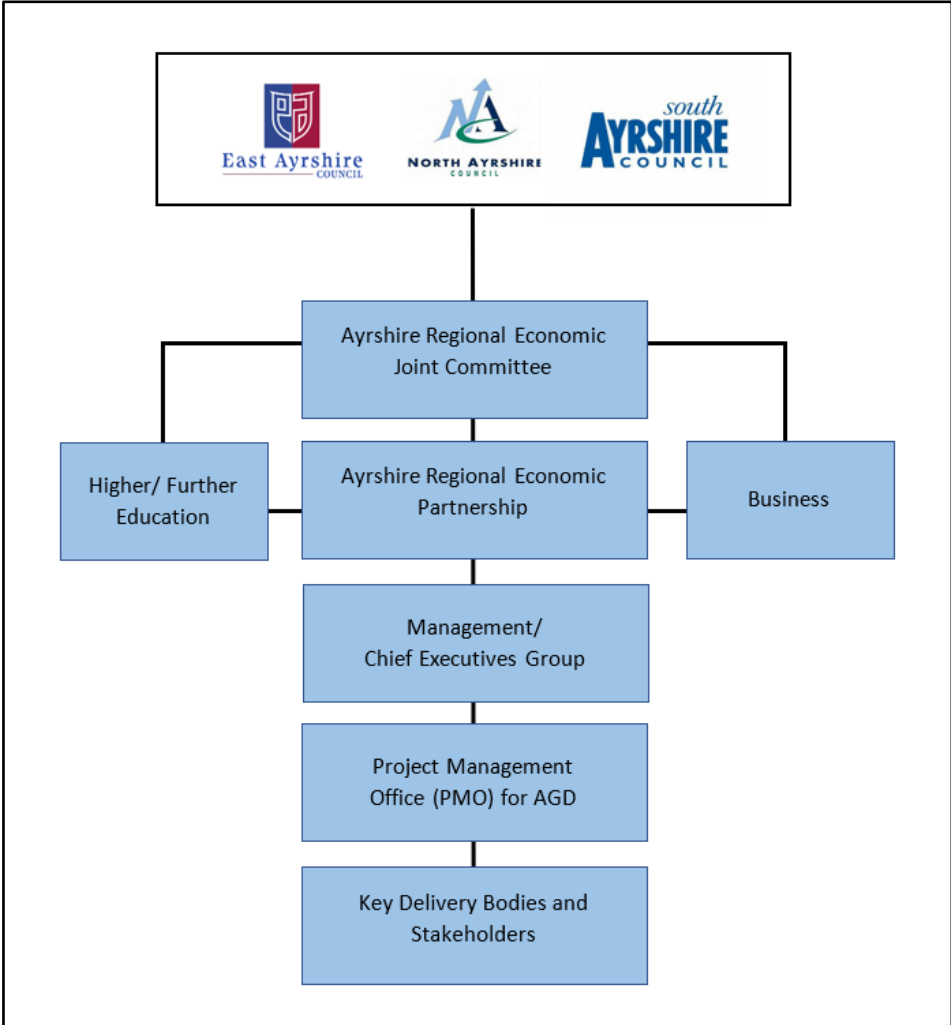 East Ayrshire
COUNCIL
NORTH AYRSHIRE
COUNCIL
south
AYRSHIRE
COUNCIL
Ayrshire Regional Economic
Joint Committee
Higher/ Further
Education
Ayrshire Regional Economic
Partnership
Business
Management/
Chief Executives Group
Project Management
Office (PMO) for AGD
Key Delivery Bodies and
Stakeholders